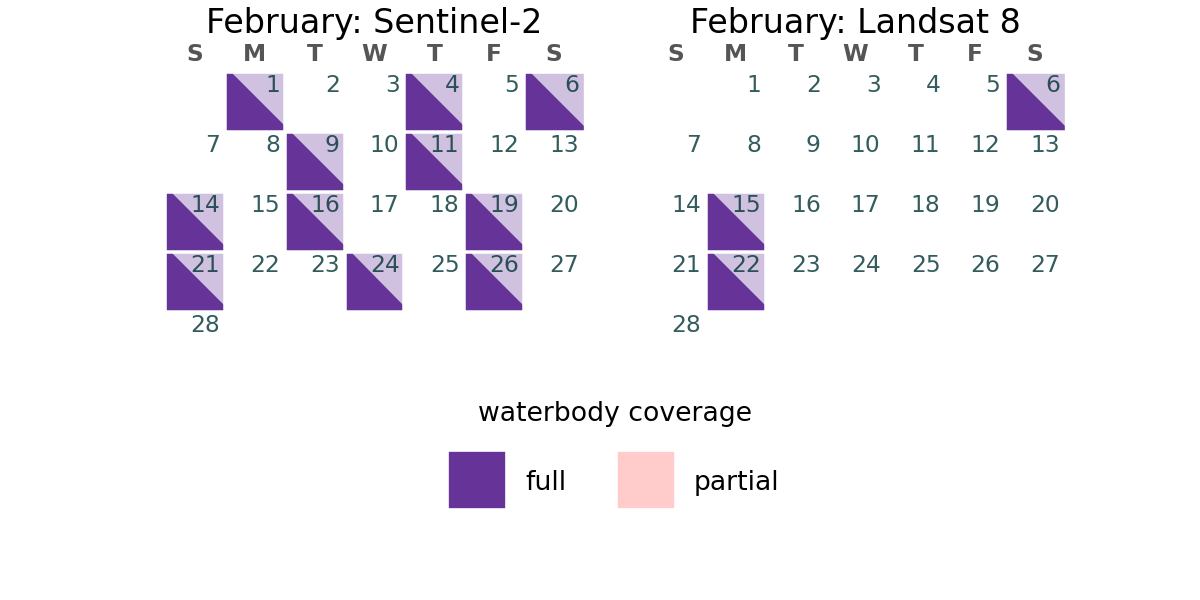 February: Sentinel-2
S M T W T F S
1 2 3 4 5 6
7 8 9 10 11 12 13
14 15 16 17 18 19 20
21 22 23 24 25 26 27
28
February: Landsat 8
S M T W T F S
1 2 3 4 5 6
7 8 9 10 11 12 13
14 15 16 17 18 19 20
21 22 23 24 25 26 27
28
waterbody coverage
full
partial